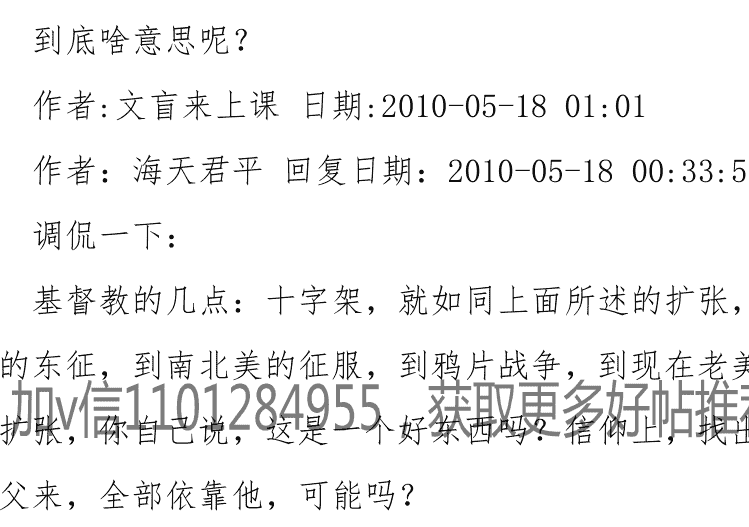 到底啥意思呢？
作者:文盲来上课 日期:2010-05-18 01:01
作者：海天君平 回复日期：2010-05-18 00:33:5
调侃一下：
基督教的几点：十字架，就如同上面所述的扩张，
的东征，到南北美的征服，到鸦片战争，到现在老美
加v信1101284955，获取更多好帖推荐
扩张，你自己说，这是一个好东西吗？信仰上，找出
父来，全部依靠他，可能吗？